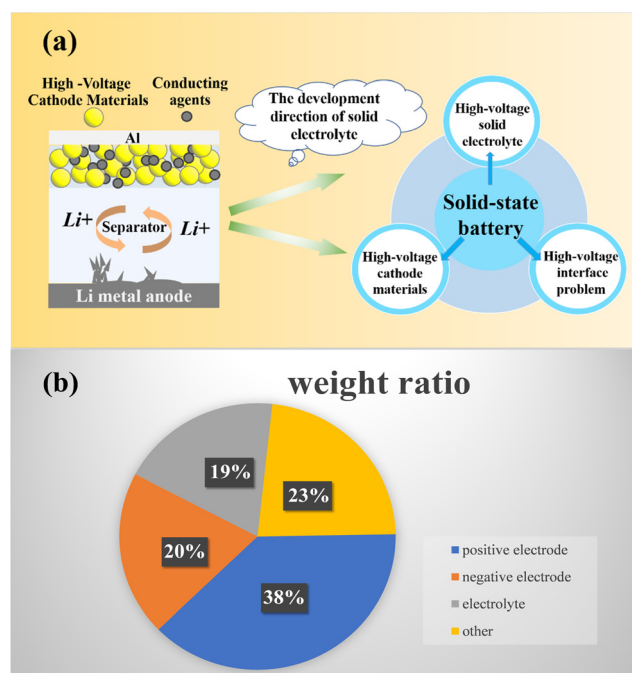 (a)
High -Voltage
Cathode Materials
Conducting
agents
Al
Li+
Separator
Li+
Li metal anode
The development
direction of solid
electrolyte
High-voltage
solid
electrolyte
Solid-state
battery
High-voltage
cathode
materials
High-voltage
interface
problem
(b)
weight ratio
19%
23%
20%
38%
positive electrode
negative electrode
electrolyte
other